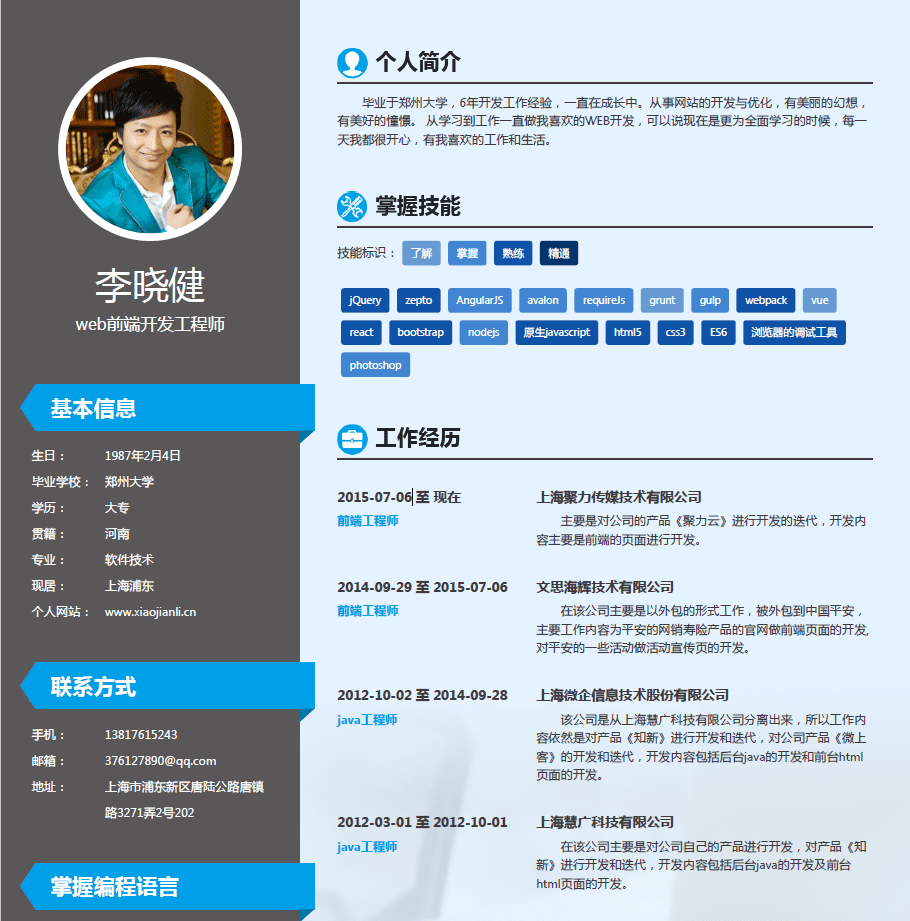 李晓健
web前端开发工程师
基本信息
生日： 1987年2月4日
毕业学校： 郑州大学
学历： 大专
贯籍： 河南
专业： 软件技术
现居： 上海浦东
个人网站： www.xiaojianli.cn
联系方式
手机： 13817615243
邮箱： 376127890@qq.com
地址： 上海市浦东新区唐陆公路唐镇
路3271弄2号202
掌握编程语言
个人简介
毕业于郑州大学，6年开发工作经验，一直在成长中。从事网站的开发与优化，有美丽的幻想，
有美好的憧憬。 从学习到工作一直做我喜欢的WEB开发，可以说现在是更为全面学习的时候，每一
天我都很开心，有我喜欢的工作和生活。
掌握技能
技能标识： 了解 掌握 熟练 精通
jQuery zepto AngularJS avalon requireJs grunt gulp webpack vue
react bootstrap nodejs 原生javascript html5 css3 ES6 浏览器的调试工具
photoshop
工作经历
2015-07-06 至 现在 上海聚力传媒技术有限公司
前端工程师 主要是对公司的产品《聚力云》进行开发的迭代，开发内
容主要是前端的页面进行开发。
2014-09-29 至 2015-07-06 文思海辉技术有限公司
前端工程师 在该公司主要是以外包的形式工作，被外包到中国平安，
主要工作内容为平安的网销寿险产品的官网做前端页面的开发,
对平安的一些活动做活动宣传页的开发。
2012-10-02 至 2014-09-28 上海微企信息技术股份有限公司
java工程师 该公司是从上海慧广科技有限公司分离出来，所以工作内
容依然是对产品《知新》进行开发和迭代，对公司产品《微上
客》的开发和迭代，开发内容包括后台java的开发和前台html
页面的开发。
2012-03-01 至 2012-10-01 上海慧广科技有限公司
java工程师 在该公司主要是对公司自己的产品进行开发，对产品《知
新》进行开发和迭代，开发内容包括后台java的开发及前台
html页面的开发。